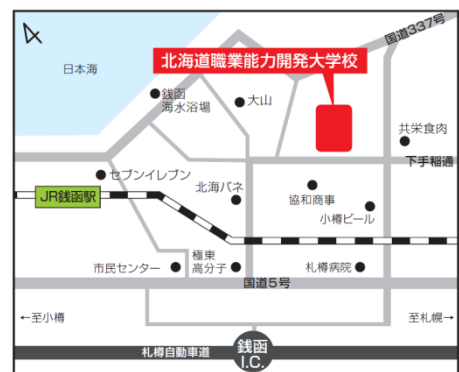 国道337号
日本海
北海道職業能力開発大学校
銭函
海水浴場
大山
共栄食肉
下手稲通
セブンイレブン
JR銭函駅
北海バネ
協和商事
小樽ビール
市民センター
極東
高分子
札樽病院
国道5号
←至小樽
至札幌→
札樽自動車道
銭函
I.C.